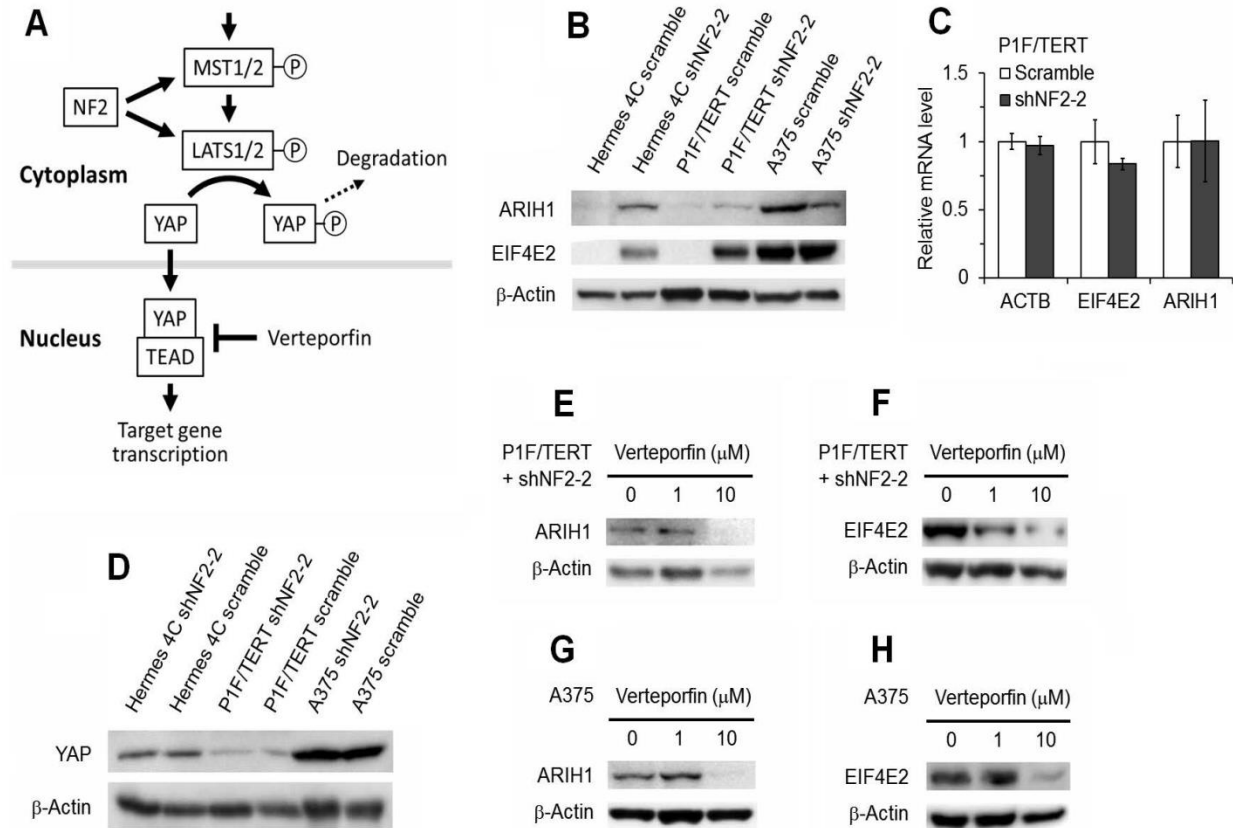 A
MST1/2
P
NF2
LATS1/2
P
Degradation
Cytoplasm
YAP
YAP
P
YAP
Nucleus
TEAD
Verteporfin
Target gene
transcription
B
Hermes 4C scramble
Hermes 4C shNF2-2
P1F/TERT scramble
P1F/TERT shNF2-2
A375 scramble
A375 shNF2-2
ARIH1
EIF4E2
β-Actin
C
P1F/TERT
Scramble
shNF2-2
Relative mRNA level
1.5
1
0.5
0
ACTB EIF4E2 ARIH1
D
Hermes 4C shNF2-2
Hermes 4C scramble
P1F/TERT shNF2-2
P1F/TERT scramble
A375 shNF2-2
A375 scramble
YAP
β-Actin
E
P1F/TERT Verteporfin (μM)
+ shNF2-2
0 1 10
ARIH1
β-Actin
F
P1F/TERT Verteporfin (μM)
+ shNF2-2
0 1 10
EIF4E2
β-Actin
G
A375 Verteporfin (μM)
0 1 10
ARIH1
β-Actin
H
A375 Verteporfin (μM)
0 1 10
EIF4E2
β-Actin